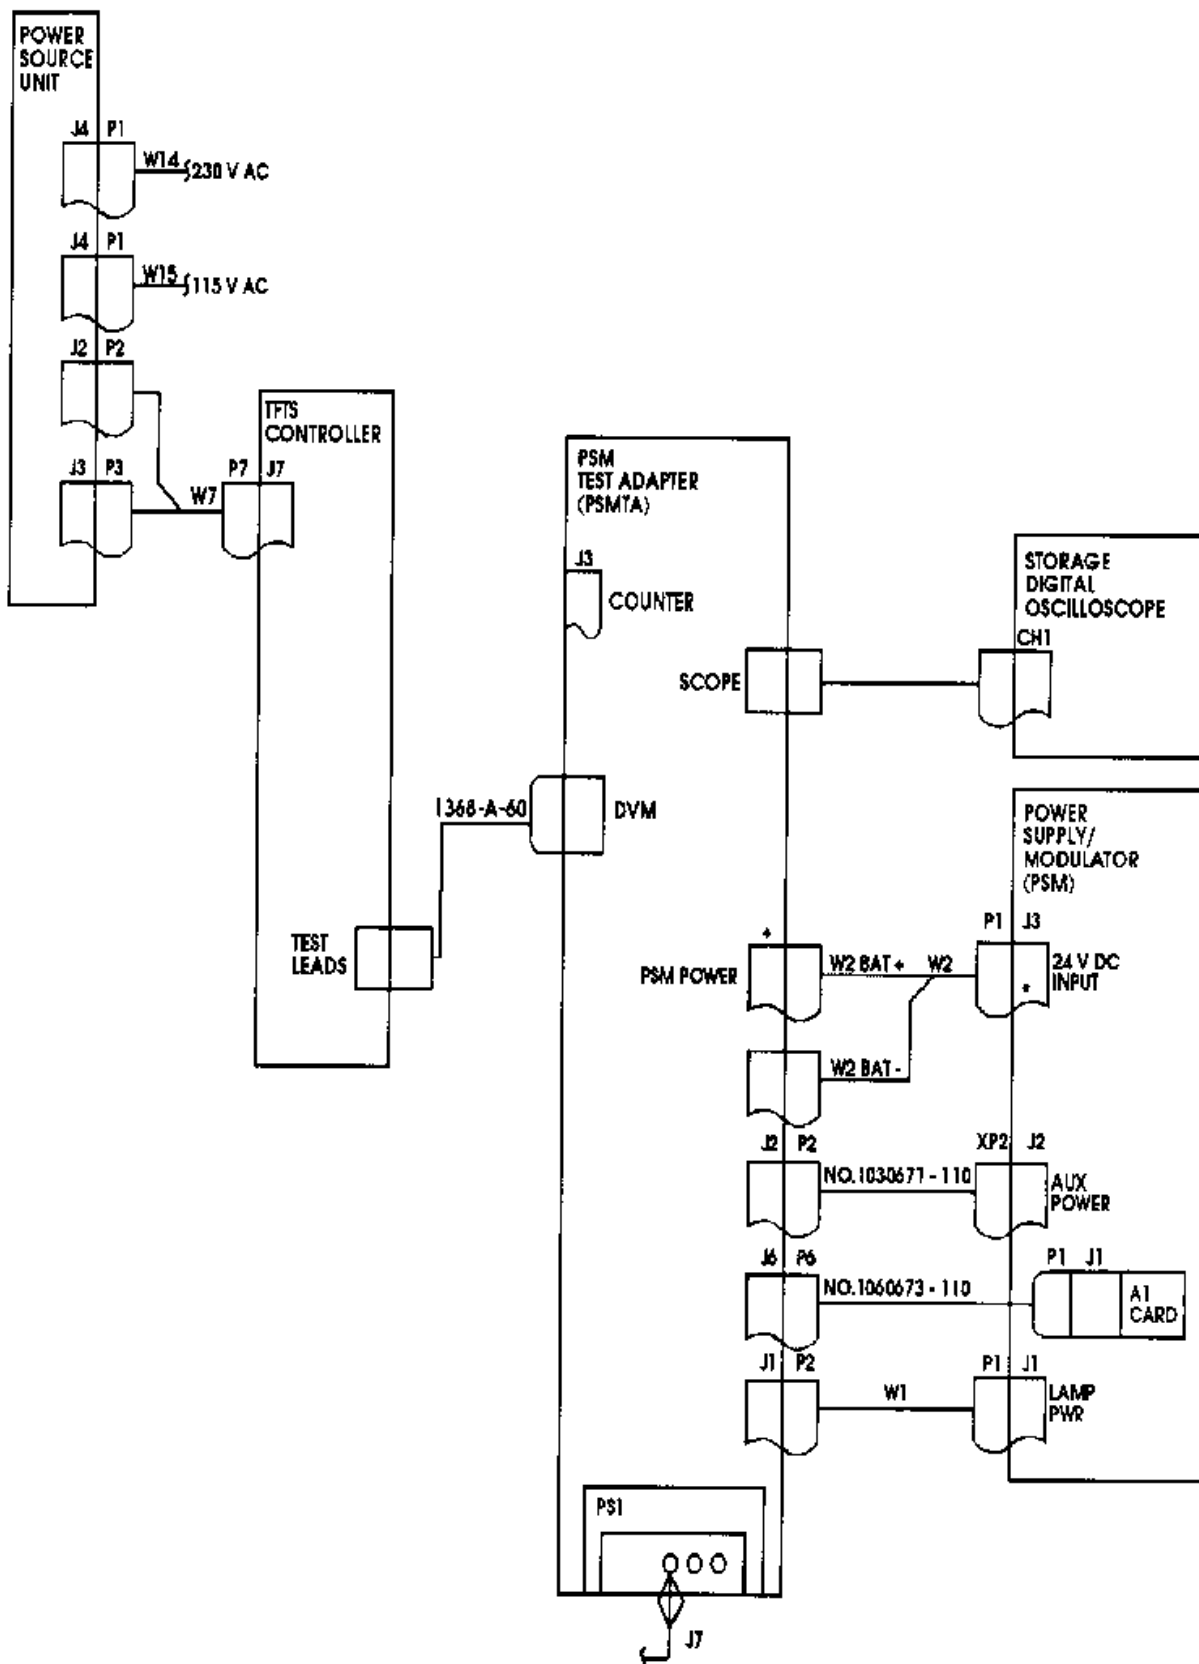 POWER
SOURCE
UNIT
J4 P1
W14
230 V AC
J4 P1
W15
115 V AC
J2 P2
J3 P3
W7
P7 J7
TFTS
CONTROLLER
TEST
LEADS
1368-A-60
PSM
TEST ADAPTER
(PSMTA)
J3
COUNTER
SCOPE
DVM
STORAGE
DIGITAL
OSCILLOSCOPE
CH1
POWER
SUPPLY/
MODULATOR
(PSM)
PSM POWER
W2 BAT +
W2
P1 J3
24 V DC
INPUT
W2 BAT -
J2 P2
NO.1030671 - 110
XP2 J2
AUX
POWER
J6 P6
NO.1060673 - 110
P1 J1
A1
CARD
J1 P2
W1
P1 J1
LAMP
PWR
PS1
J7